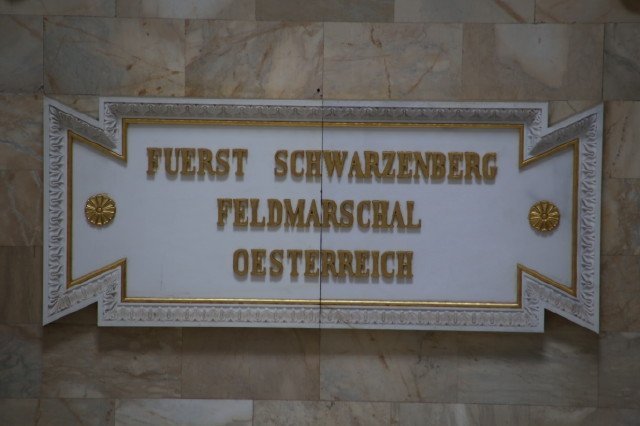 FUERST SCHWARZENBERG
FELDMARSCHAL
OESTERREICH